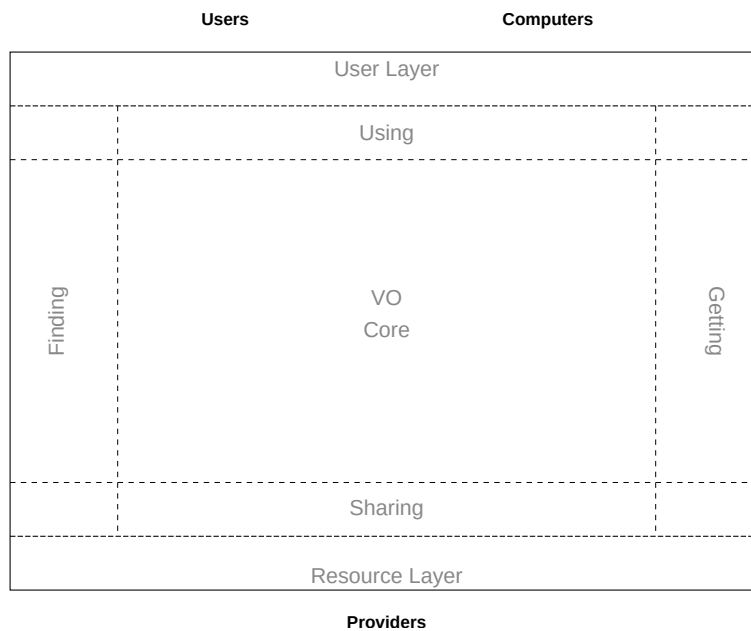 Users
Computers
User Layer
Using
Finding
VO
Core
Getting
Sharing
Resource Layer
Providers